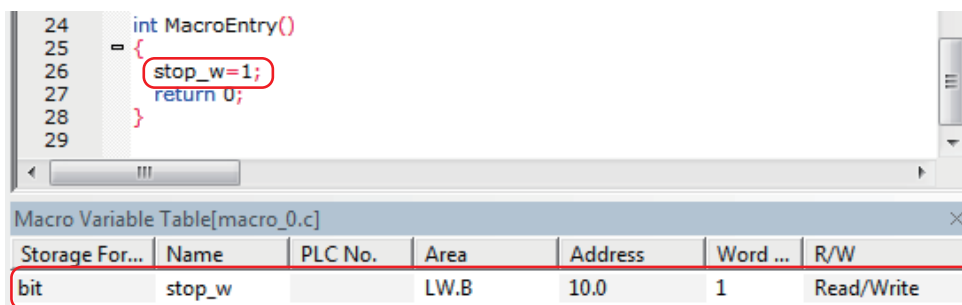 24 int MacroEntry()
25 {
26 stop_w=1;
27 return 0;
28 }
29
Macro Variable Table[macro_0.c]
Storage For... Name PLC No. Area Address Word ... R/W
bit stop_w LW.B 10.0 1 Read/Write